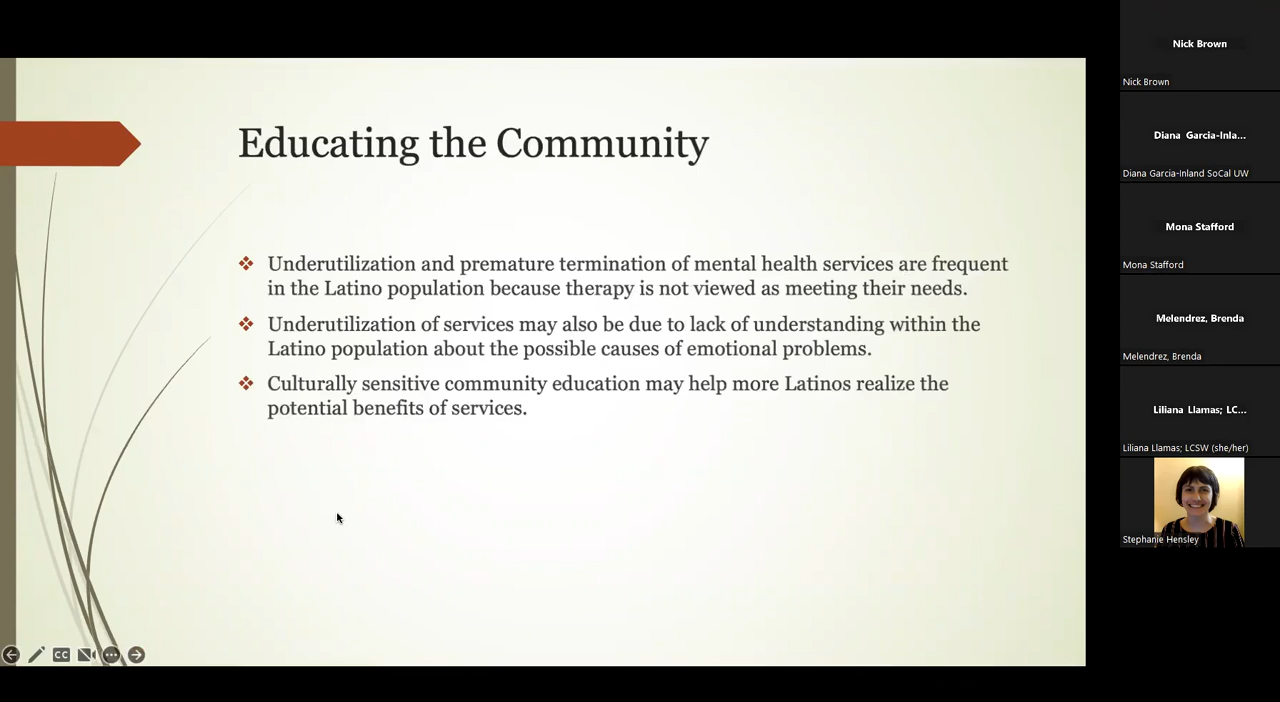 Educating the Community
❖ Underutilization and premature termination of mental health services are frequent
in the Latino population because therapy is not viewed as meeting their needs.
❖ Underutilization of services may also be due to lack of understanding within the
Latino population about the possible causes of emotional problems.
❖ Culturally sensitive community education may help more Latinos realize the
potential benefits of services.
CC
Nick Brown
Nick Brown
Diana Garcia-Inla...
Diana Garcia-Inland SoCal UW
Mona Stafford
Mona Stafford
Melendrez, Brenda
Melendrez, Brenda
Liliana Llamas; LC...
Liliana Llamas; LCSW (she/her)
Stephanie Hensley